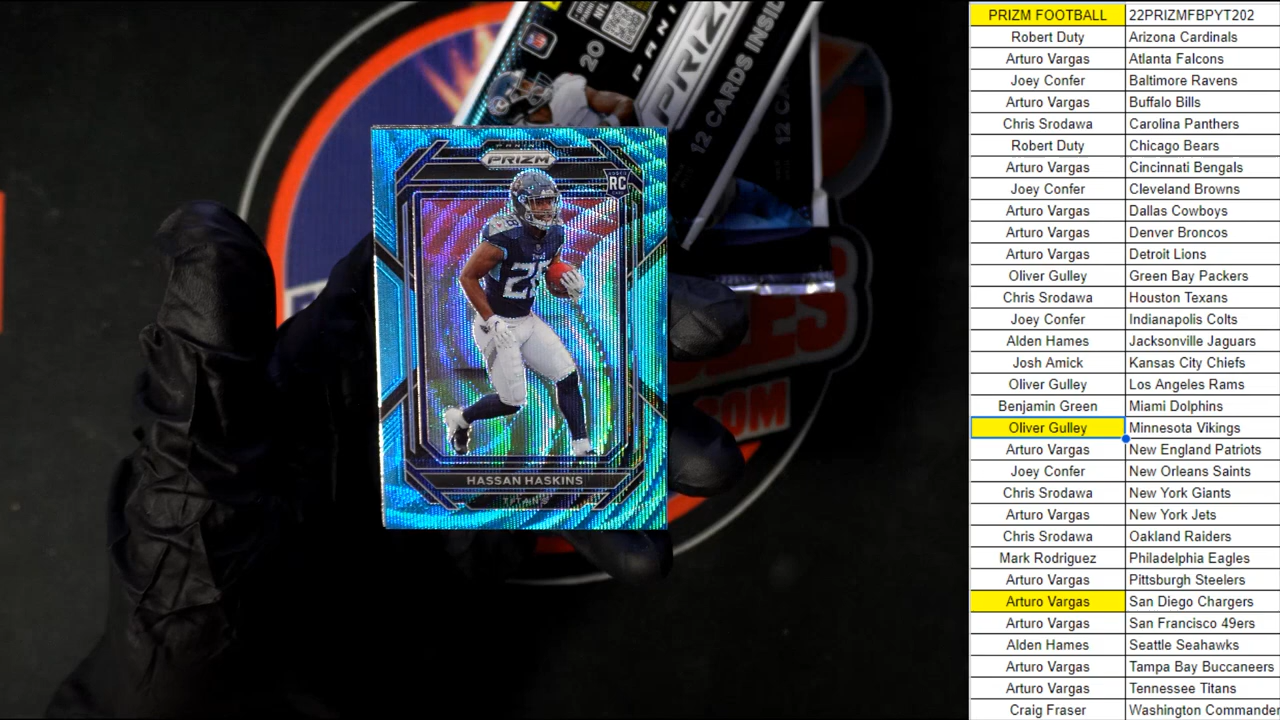 20
PANINI
PRIZM
12 CARDS INSIDE
12 CA
PANINI
PRIZM
RC
HASSAN HASKINS
TITANS
COM
PRIZM FOOTBALL 22PRIZMFBPYT202
Robert Duty Arizona Cardinals
Arturo Vargas Atlanta Falcons
Joey Confer Baltimore Ravens
Arturo Vargas Buffalo Bills
Chris Srodawa Carolina Panthers
Robert Duty Chicago Bears
Arturo Vargas Cincinnati Bengals
Joey Confer Cleveland Browns
Arturo Vargas Dallas Cowboys
Arturo Vargas Denver Broncos
Arturo Vargas Detroit Lions
Oliver Gulley Green Bay Packers
Chris Srodawa Houston Texans
Joey Confer Indianapolis Colts
Alden Hames Jacksonville Jaguars
Josh Amick Kansas City Chiefs
Oliver Gulley Los Angeles Rams
Benjamin Green Miami Dolphins
Oliver Gulley Minnesota Vikings
Arturo Vargas New England Patriots
Joey Confer New Orleans Saints
Chris Srodawa New York Giants
Arturo Vargas New York Jets
Chris Srodawa Oakland Raiders
Mark Rodriguez Philadelphia Eagles
Arturo Vargas Pittsburgh Steelers
Arturo Vargas San Diego Chargers
Arturo Vargas San Francisco 49ers
Alden Hames Seattle Seahawks
Arturo Vargas Tampa Bay Buccaneers
Arturo Vargas Tennessee Titans
Craig Fraser Washington Commander